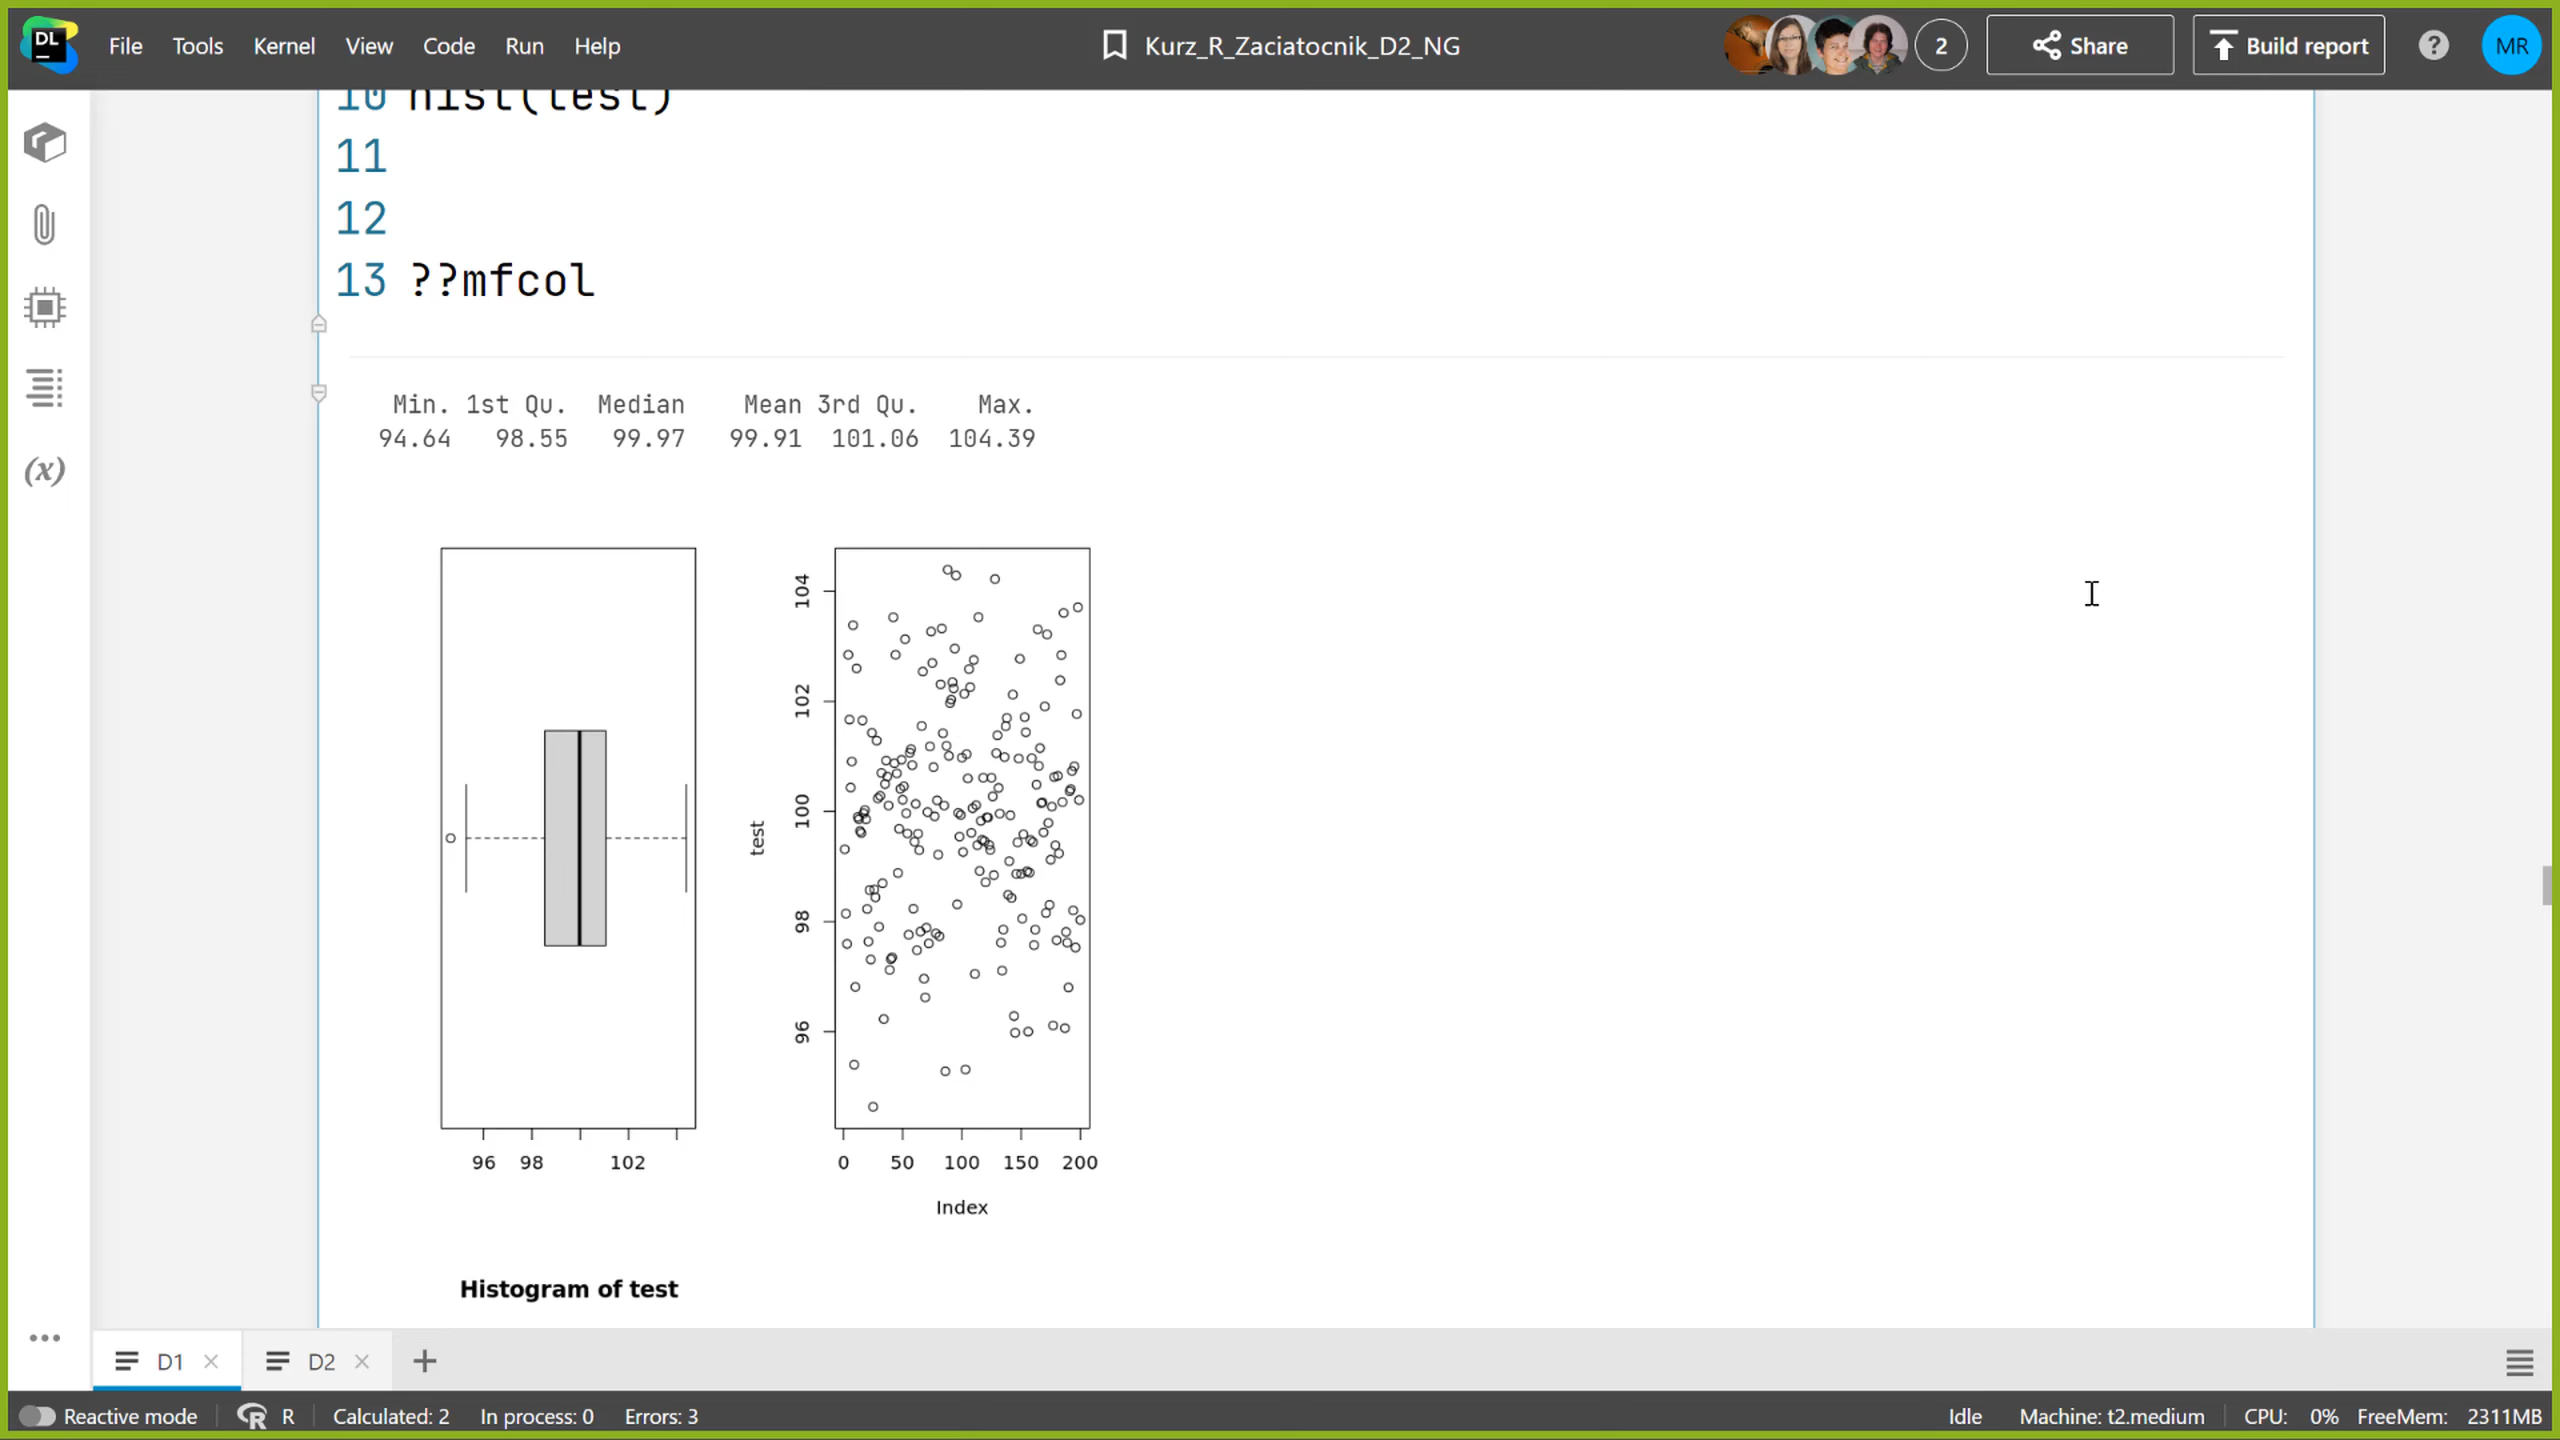 DL File Tools Kernel View Code Run Help Kurz_R_Zaciatocnik_D2_NG 2 Share Build report ? MR
10 hist(test)
11
12
13 ??mfcol
(x)
Min. 1st Qu. Median Mean 3rd Qu. Max.
94.64 98.55 99.97 99.91 101.06 104.39
96 98 102
test
104
102
100
98
96
0 50 100 150 200
Index
Histogram of test
D1 D2
Reactive mode R R Calculated: 2 In process: 0 Errors: 3 Idle Machine: t2.medium CPU: 0% FreeMem: 2311MB